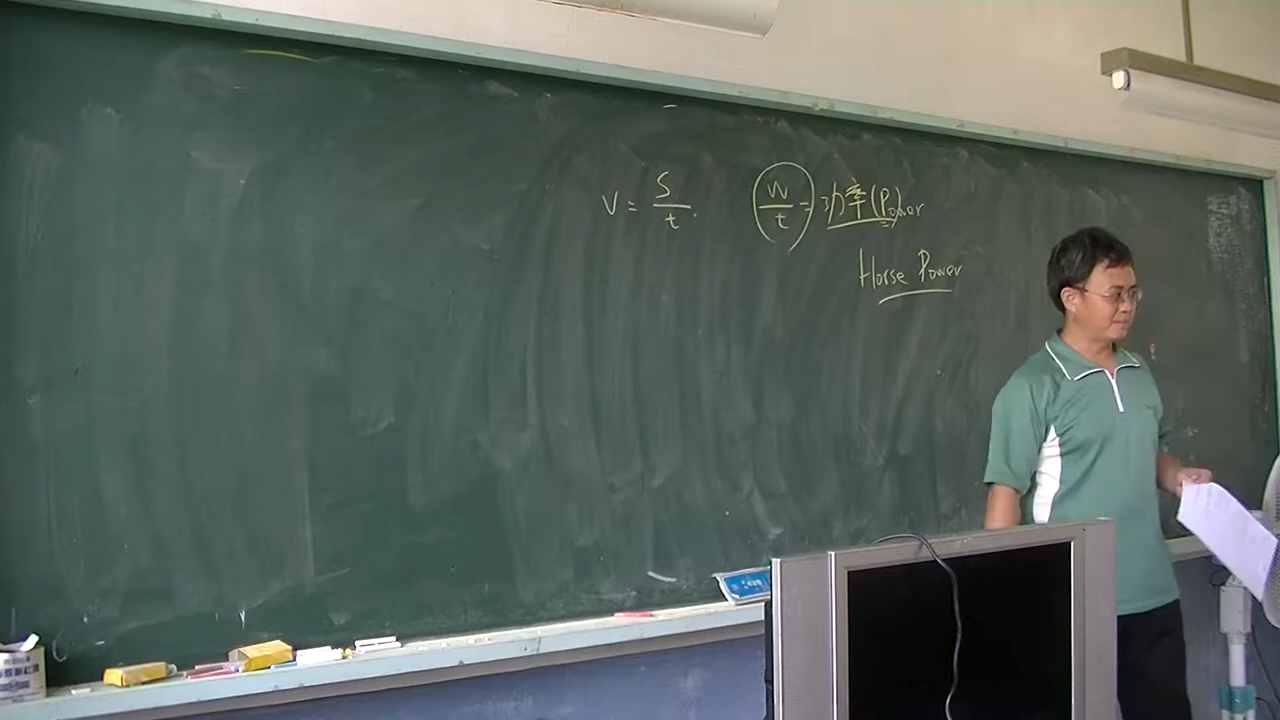 V = S/t. W/t = 功率(Power)
Horse Power